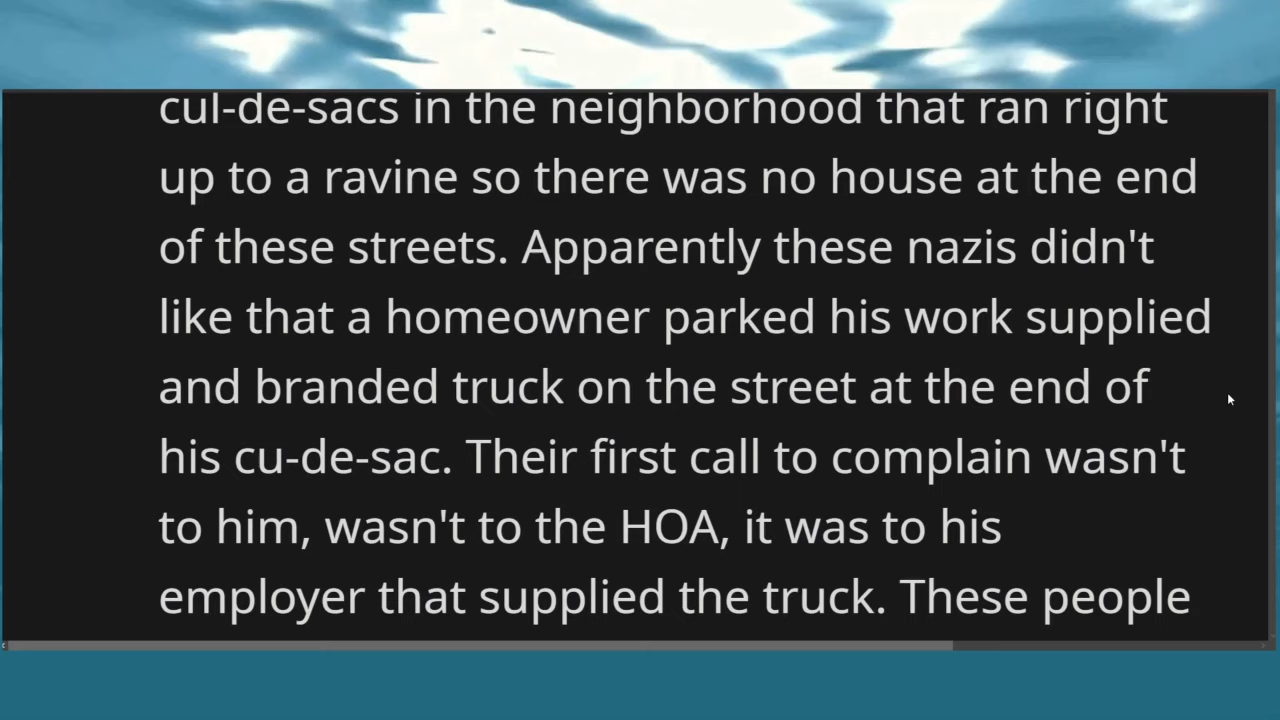 cul-de-sacs in the neighborhood that ran right
up to a ravine so there was no house at the end
of these streets. Apparently these nazis didn't
like that a homeowner parked his work supplied
and branded truck on the street at the end of
his cu-de-sac. Their first call to complain wasn't
to him, wasn't to the HOA, it was to his
employer that supplied the truck. These people